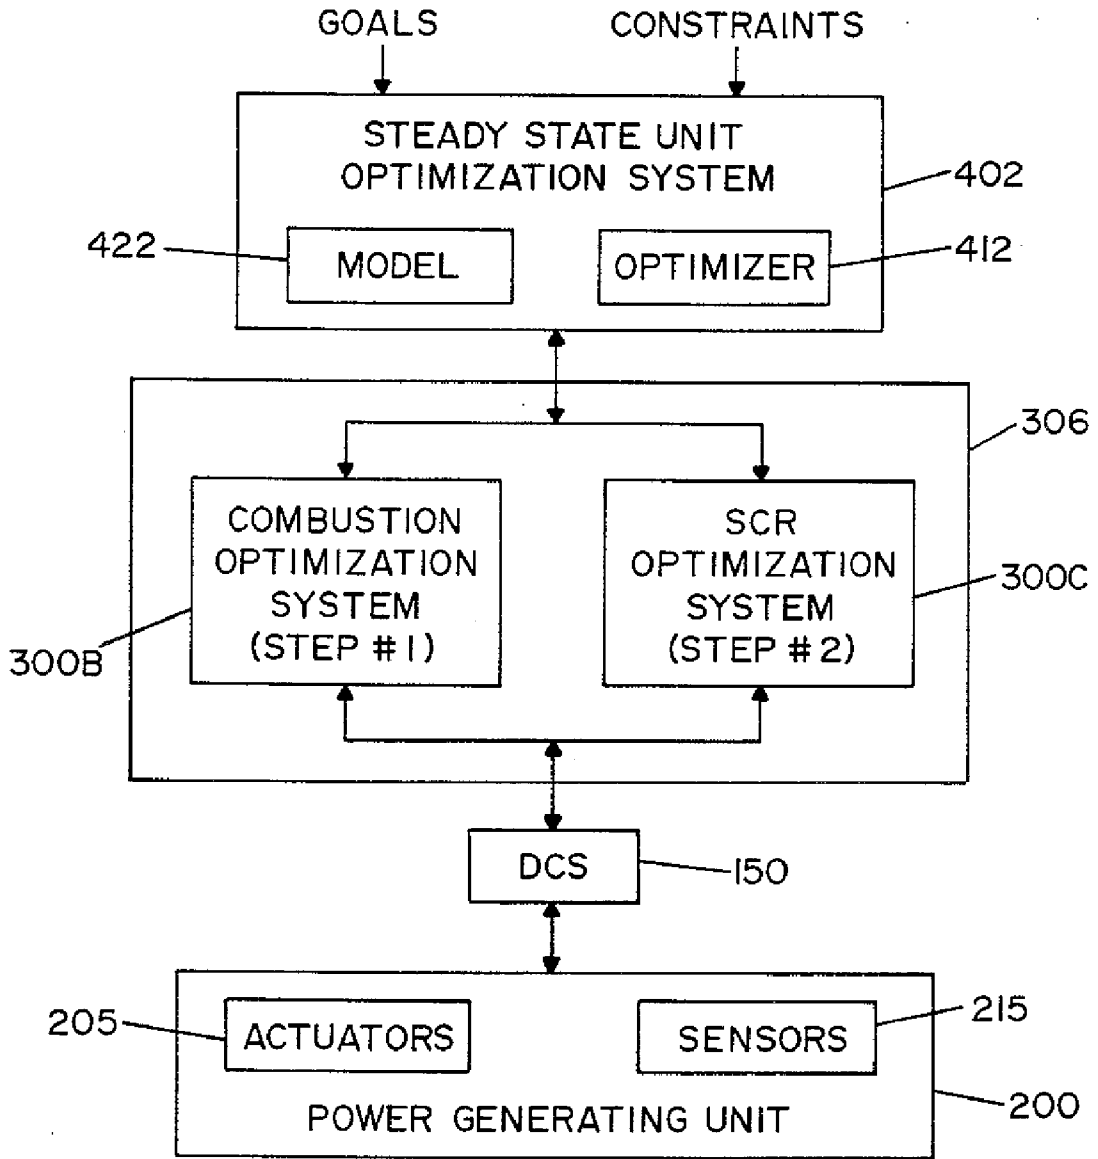 GOALS
CONSTRAINTS
STEADY STATE UNIT
OPTIMIZATION SYSTEM
402
422
MODEL
OPTIMIZER
412
306
COMBUSTION
OPTIMIZATION
SYSTEM
(STEP #1)
300B
SCR
OPTIMIZATION
SYSTEM
(STEP #2)
300C
DCS
150
205
ACTUATORS
SENSORS
215
POWER GENERATING UNIT
200